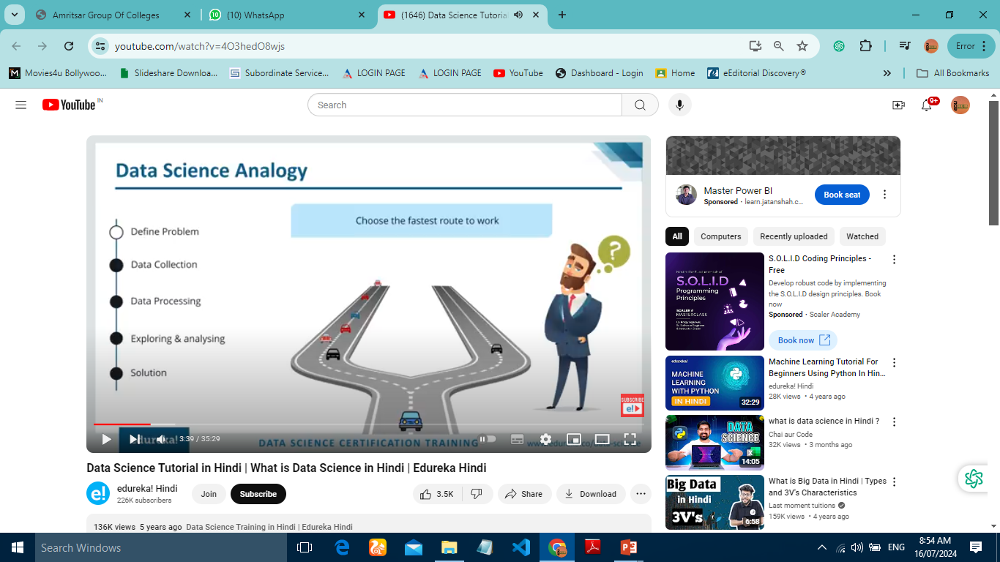 Amritsar Group Of Colleges
(10) WhatsApp
(1646) Data Science Tutorial
youtube.com/watch?v=4O3hedO8wjs
Error
Movies4u Bollywoo...
Slideshare Downloa...
Subordinate Service...
LOGIN PAGE
LOGIN PAGE
YouTube
Dashboard - Login
Home
eEditorial Discovery®
All Bookmarks
YouTube IN
Search
9+
Data Science Analogy
Choose the fastest route to work
Define Problem
Data Collection
Data Processing
Exploring & analysing
Solution
?
SUBSCRIBE
e!
edureka!
3:39 / 35:29
DATA SCIENCE CERTIFICATION TRAINING
Data Science Tutorial in Hindi | What is Data Science in Hindi | Edureka Hindi
e!
edureka! Hindi
226K subscribers
Join
Subscribe
3.5K
Share
Download
136K views 5 years ago Data Science Training in Hindi | Edureka Hindi
Master Power BI
Sponsored · learn.jatanshah.c...
Book seat
All
Computers
Recently uploaded
Watched
S.O.L.I.D
Programming
Principles
SCALER
MASTERCLASS
S.O.L.I.D Coding Principles -
Free
Develop robust code by implementing
the S.O.L.I.D design principles. Book
now
Sponsored · Scaler Academy
Book now
edureka!
MACHINE
LEARNING
WITH PYTHON
IN HINDI
32:29
Machine Learning Tutorial For
Beginners Using Python In Hin...
edureka! Hindi
28K views • 4 years ago
DATA
SCIENCE
14:05
what is data science in Hindi ?
Chai aur Code
32K views • 3 months ago
Big Data
in Hindi
3V's
6:58
What is Big Data in Hindi | Types
and 3V's Characteristics
Last moment tuitions
159K views • 4 years ago
Search Windows
ENG
8:54 AM
16/07/2024